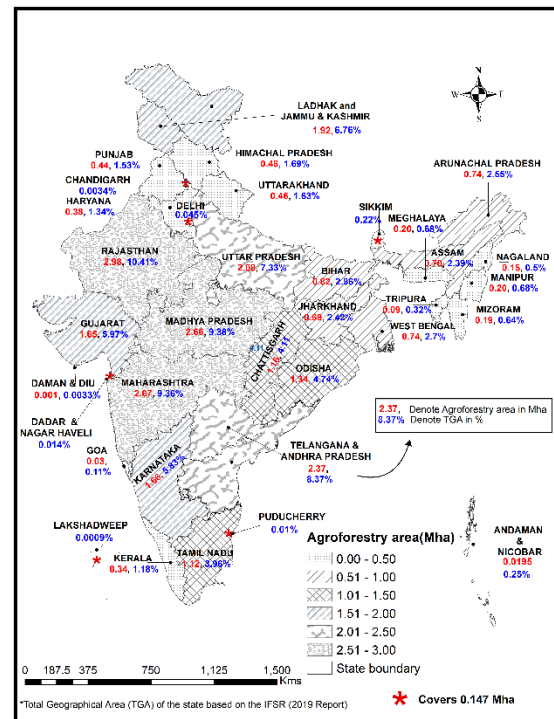 N
W
E
S
LADHAK and
JAMMU & KASHMIR
1.92, 6.76%
PUNJAB
0.44, 1.53%
HIMACHAL PRADESH
0.48, 1.69%
CHANDIGARH
0.0034%
HARYANA
0.38, 1.34%
UTTARAKHAND
0.46, 1.63%
DELHI
0.045%
ARUNACHAL PRADESH
0.74, 2.55%
SIKKIM
0.22%
MEGHALAYA
0.20, 0.68%
ASSAM
0.70, 2.39%
NAGALAND
0.15, 0.5%
MANIPUR
0.20, 0.68%
RAJASTHAN
2.98, 10.41%
UTTAR PRADESH
2.08, 7.33%
BIHAR
0.82, 2.86%
TRIPURA
0.09, 0.32%
MIZORAM
0.19, 0.64%
JHARKHAND
0.69, 2.42%
WEST BENGAL
0.74, 2.7%
GUJARAT
1.65, 5.97%
MADHYA PRADESH
2.66, 9.38%
CHATTISGARH
1.16, 4.11
ODISHA
1.34, 4.74%
DAMAN & DIU
0.001, 0.0033%
MAHARASHTRA
2.67, 9.36%
DADAR &
NAGAR HAVELI
0.014%
2.37, Denote Agroforestry area in Mha
8.37% Denote TGA in %
GOA
0.03,
0.11%
KARNATAKA
5.83%
TELANGANA &
ANDHRA PRADESH
2.37,
8.37%
LAKSHADWEEP
0.0009%
PUDUCHERRY
0.01%
KERALA
0.34, 1.18%
TAMIL NADU
1.12, 3.96%
ANDAMAN
&
NICOBAR
0.0195
0.25%
Agroforestry area(Mha)
0.00 - 0.50
0.51 - 1.00
1.01 - 1.50
1.51 - 2.00
2.01 - 2.50
2.51 - 3.00
State boundary
0 187.5 375 750 1,125 1,500
Kms
*Total Geographical Area (TGA) of the state based on the IFSR (2019 Report)
* Covers 0.147 Mha